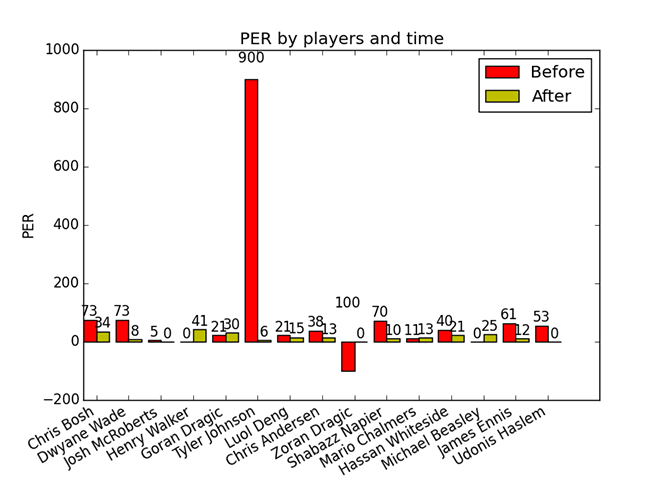 PER by players and time
1000
800
600
400
200
0
−200
PER
Before
After
73
34
73
8
5
0
0
41
21
30
900
6
21
15
38
13
100
0
70
10
11
13
40
21
0
25
61
12
53
0
Chris Bosh
Dwyane Wade
Josh McRoberts
Henry Walker
Goran Dragic
Tyler Johnson
Luol Deng
Chris Andersen
Zoran Dragic
Shabazz Napier
Mario Chalmers
Hassan Whiteside
Michael Beasley
James Ennis
Udonis Haslem